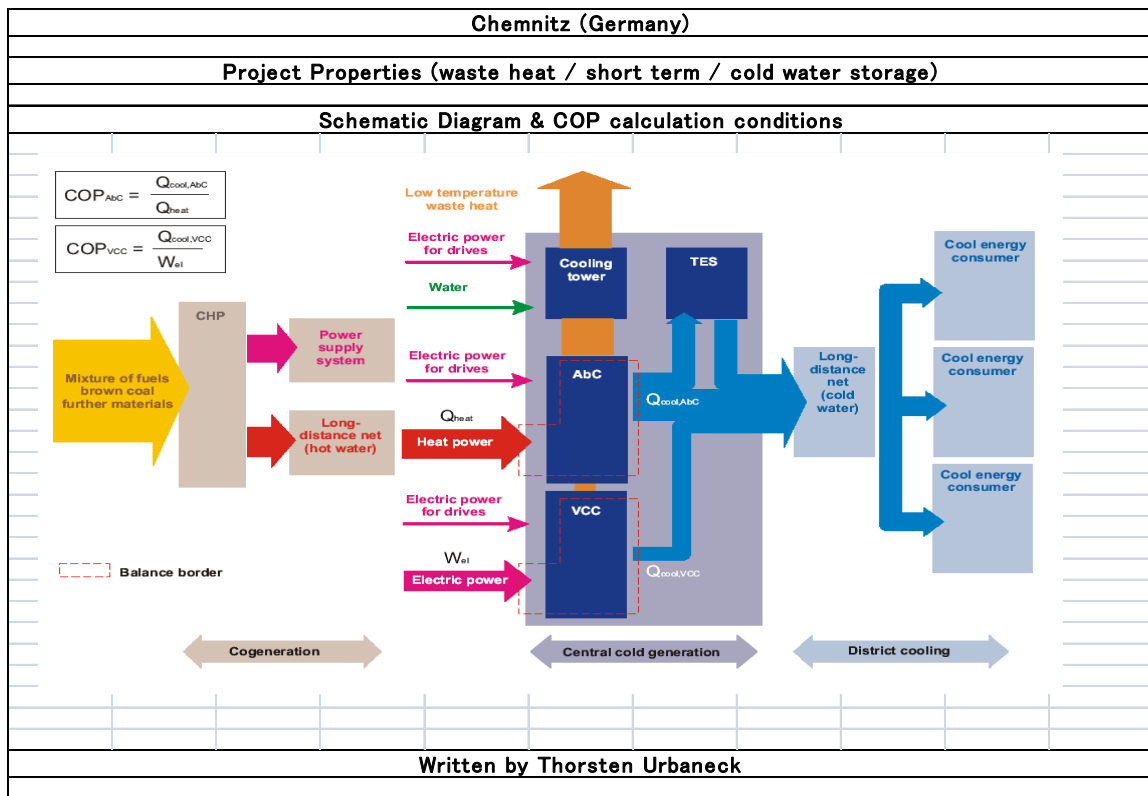 Chemnitz (Germany)
Project Properties (waste heat / short term / cold water storage)
Schematic Diagram & COP calculation conditions
COPAbC = Qcool,AbC
Qheat
COPVCC = Qcool,VCC
Wel
Low temperature
waste heat
Electric power
for drives
Water
Cooling
tower
TES
Cool energy
consumer
CHP
Power
supply
system
Mixture of fuels
brown coal
further materials
Electric power
for drives
AbC
Qcool,AbC
Long-
distance
net
(cold
water)
Cool energy
consumer
Long-
distance net
(hot water)
Qheat
Heat power
Electric power
for drives
VCC
Cool energy
consumer
Wel
Electric power
Qcool,VCC
Balance border
Cogeneration
Central cold generation
District cooling
Written by Thorsten Urbaneck